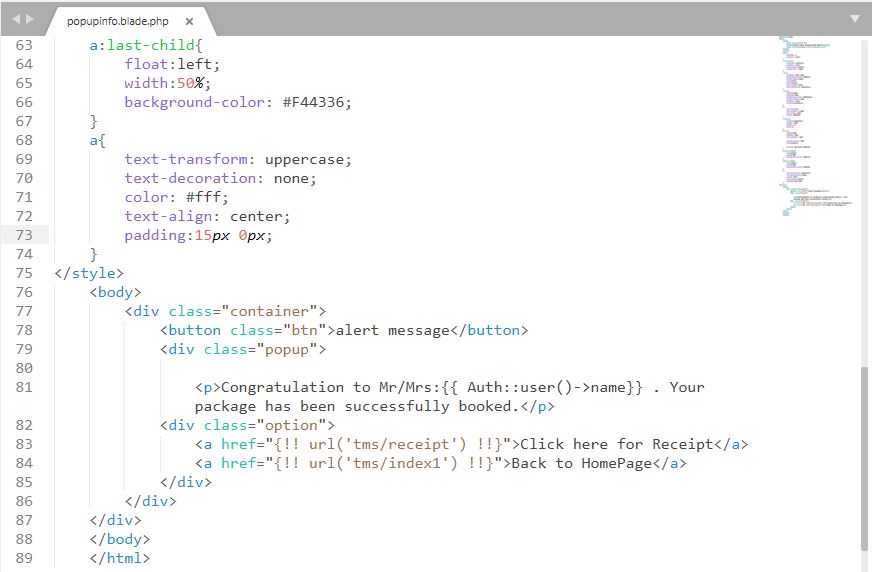 popupinfo.blade.php ×
63 a:last-child{
64 float:left;
65 width:50%;
66 background-color: #F44336;
67 }
68 a{
69 text-transform: uppercase;
70 text-decoration: none;
71 color: #fff;
72 text-align: center;
73 padding:15px 0px;
74 }
75 </style>
76 <body>
77 <div class="container">
78 <button class="btn">alert message</button>
79 <div class="popup">
80
81 <p>Congratulation to Mr/Mrs:{{ Auth::user()->name}} . Your
package has been successfully booked.</p>
82 <div class="option">
83 <a href="{!! url('tms/receipt') !!}">Click here for Receipt</a>
84 <a href="{!! url('tms/index1') !!}">Back to HomePage</a>
85 </div>
86 </div>
87 </div>
88 </body>
89 </html>